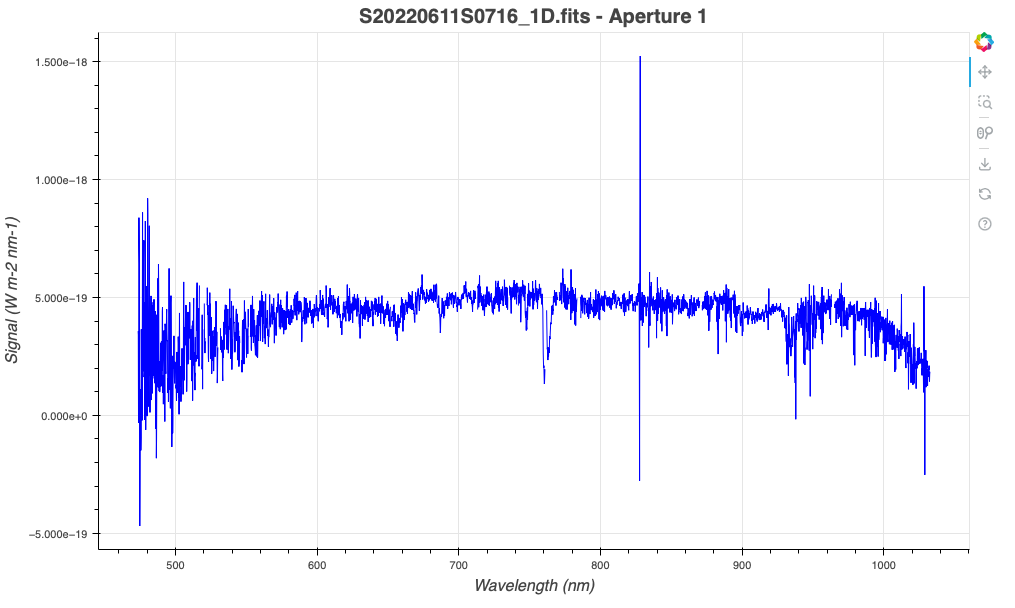 S20220611S0716_1D.fits - Aperture 1
1.500e−18
1.000e−18
5.000e−19
0.000e+0
−5.000e−19
Signal (W m-2 nm-1)
500 600 700 800 900 1000
Wavelength (nm)